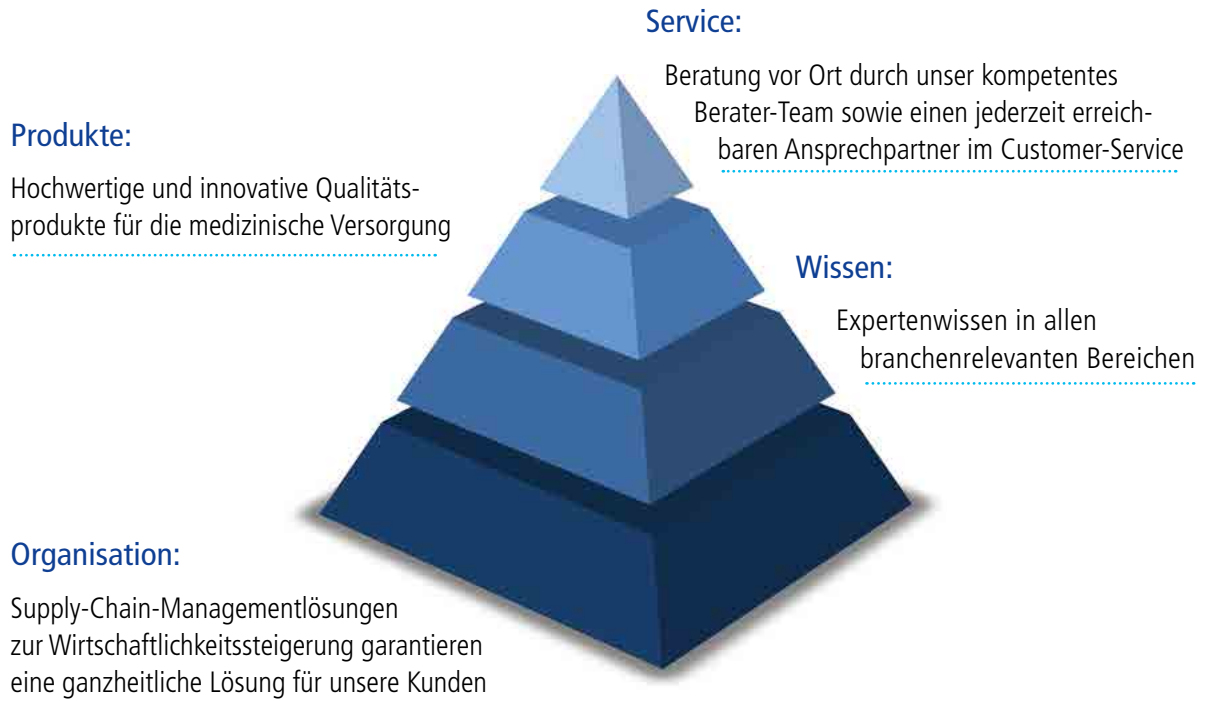 Service:
Beratung vor Ort durch unser kompetentes
Berater-Team sowie einen jederzeit erreich-
baren Ansprechpartner im Customer-Service
Produkte:
Hochwertige und innovative Qualitäts-
produkte für die medizinische Versorgung
Wissen:
Expertenwissen in allen
branchenrelevanten Bereichen
Organisation:
Supply-Chain-Managementlösungen
zur Wirtschaftlichkeitssteigerung garantieren
eine ganzheitliche Lösung für unsere Kunden